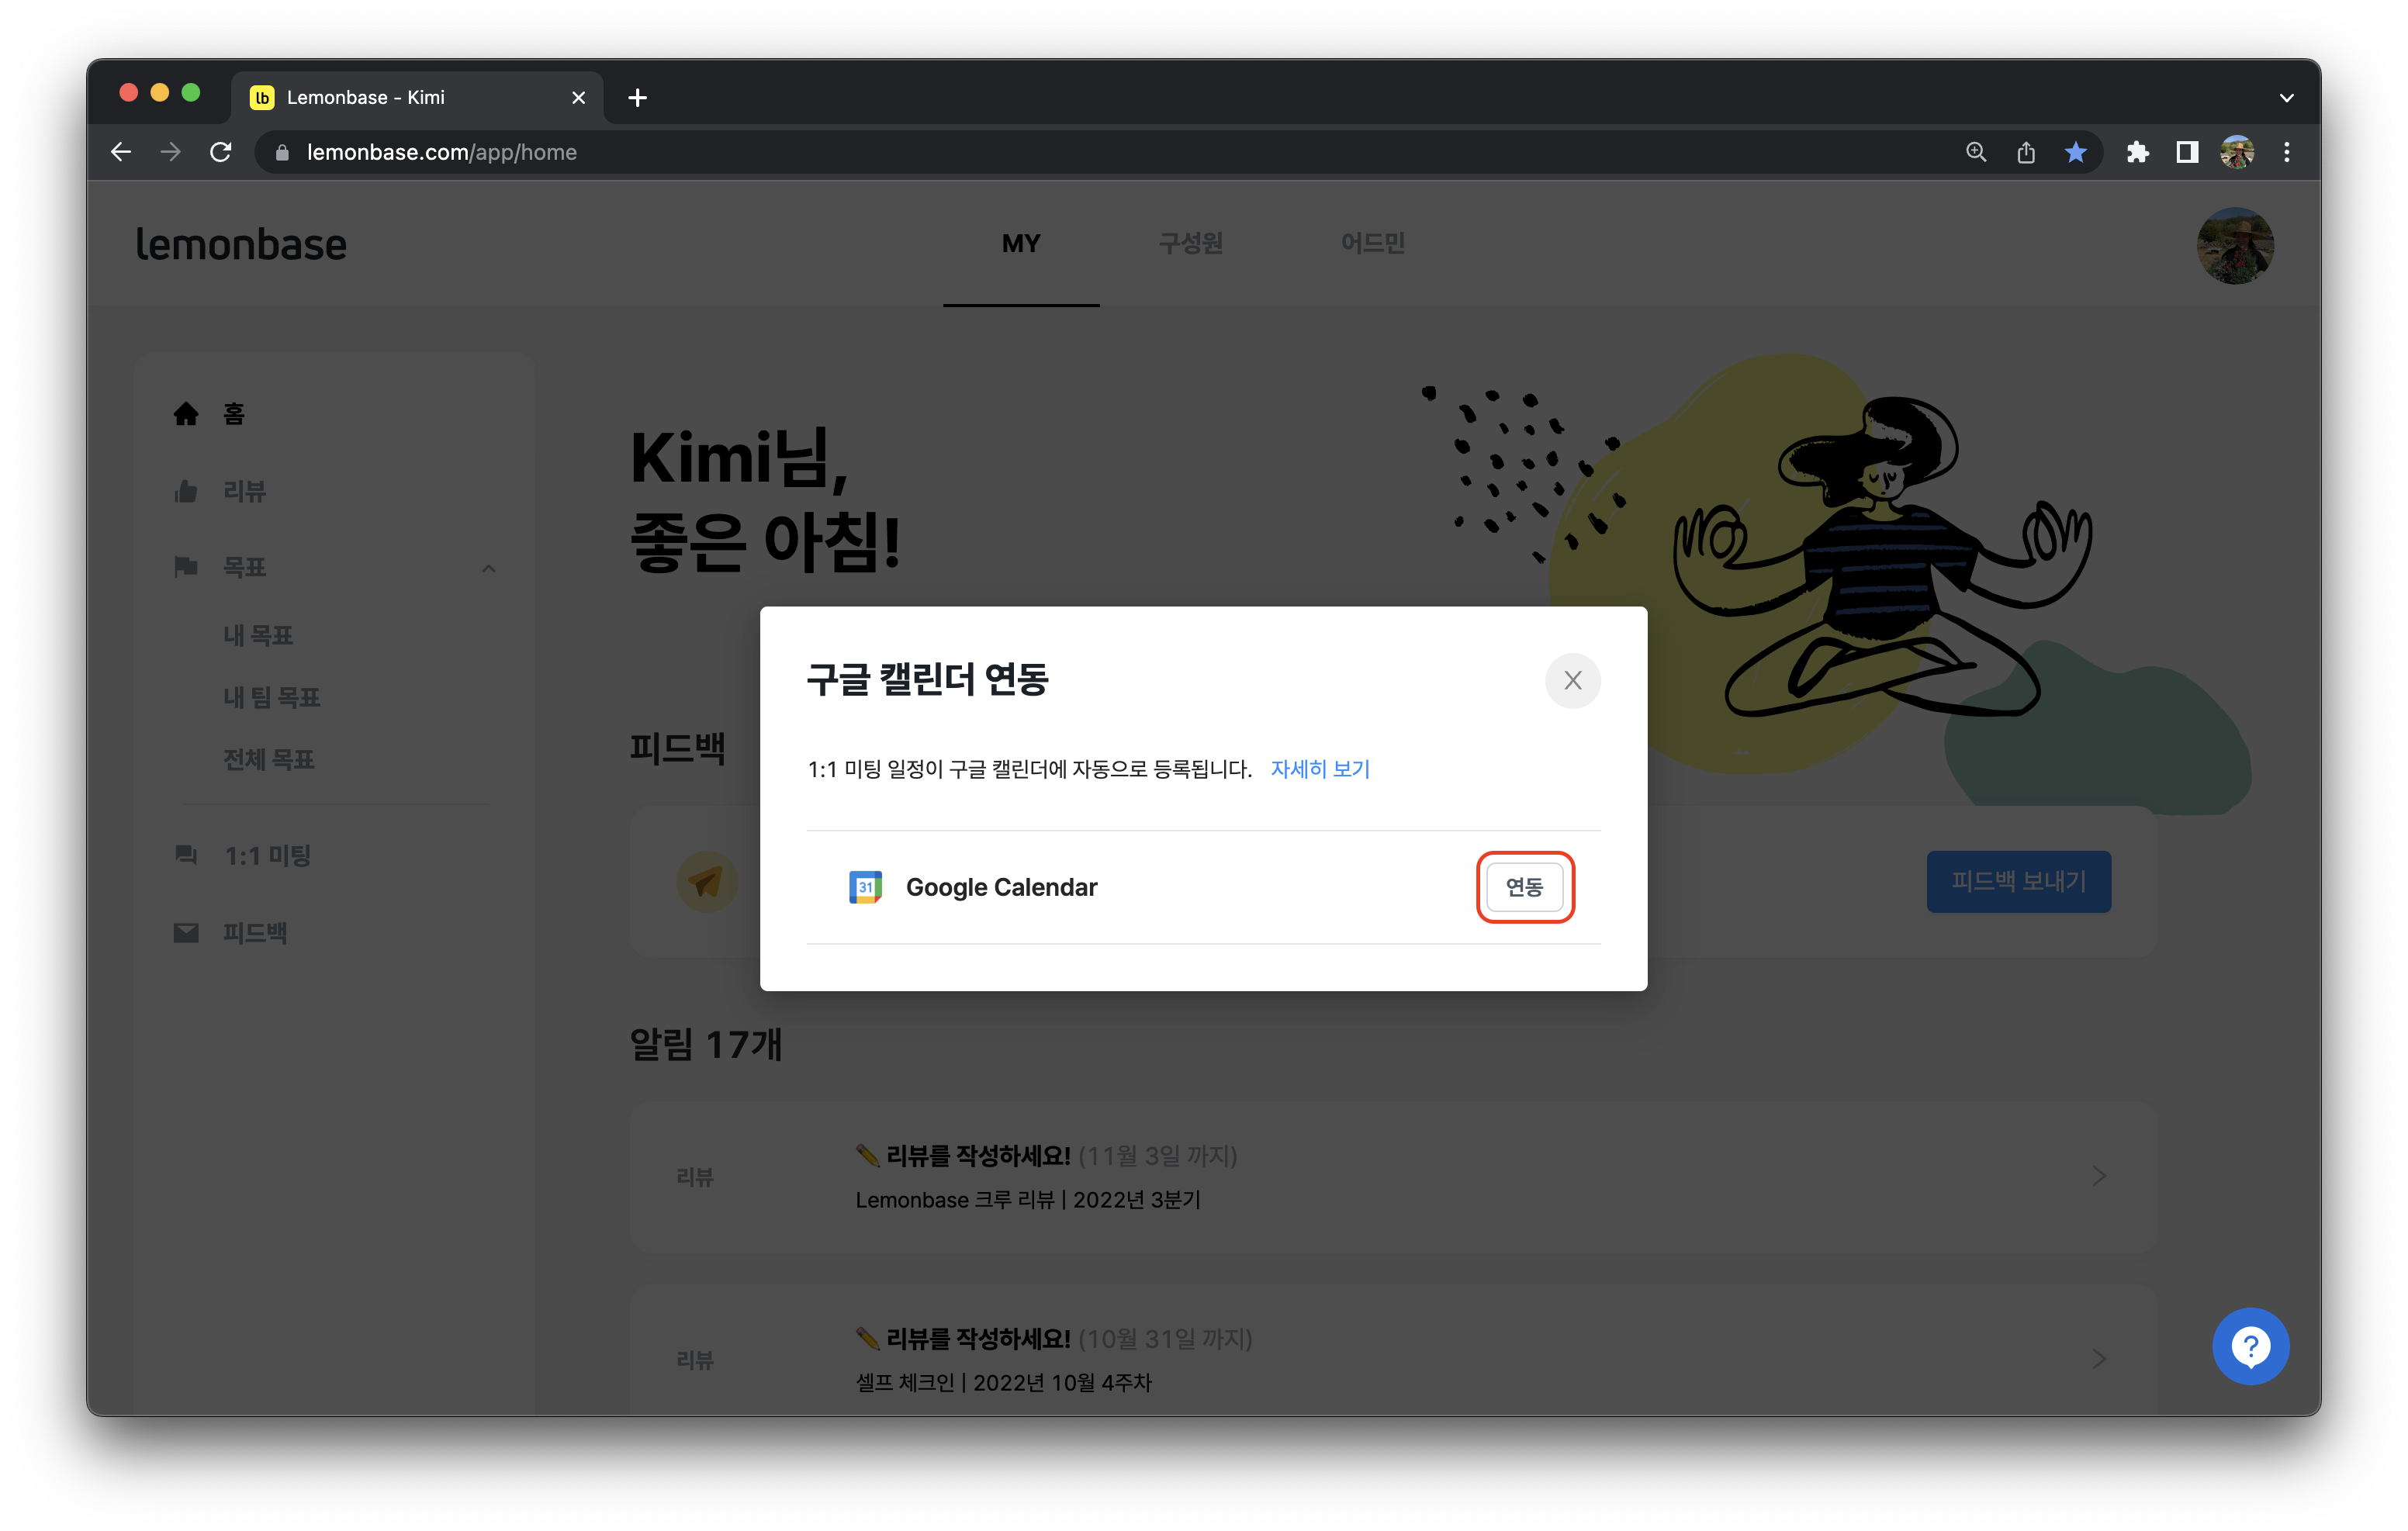 lb Lemonbase - Kimi
lemonbase.com/app/home
lemonbase
MY
구성원
어드민
홈
리뷰
목표
내 목표
내 팀 목표
전체 목표
1:1 미팅
피드백
Kimi님,
좋은 아침!
피드백
피드백 보내기
구글 캘린더 연동
X
1:1 미팅 일정이 구글 캘린더에 자동으로 등록됩니다. 자세히 보기
31 Google Calendar
연동
알림 17개
리뷰
리뷰를 작성하세요! (11월 3일 까지)
Lemonbase 크루 리뷰 | 2022년 3분기
리뷰
리뷰를 작성하세요! (10월 31일 까지)
셀프 체크인 | 2022년 10월 4주차
?